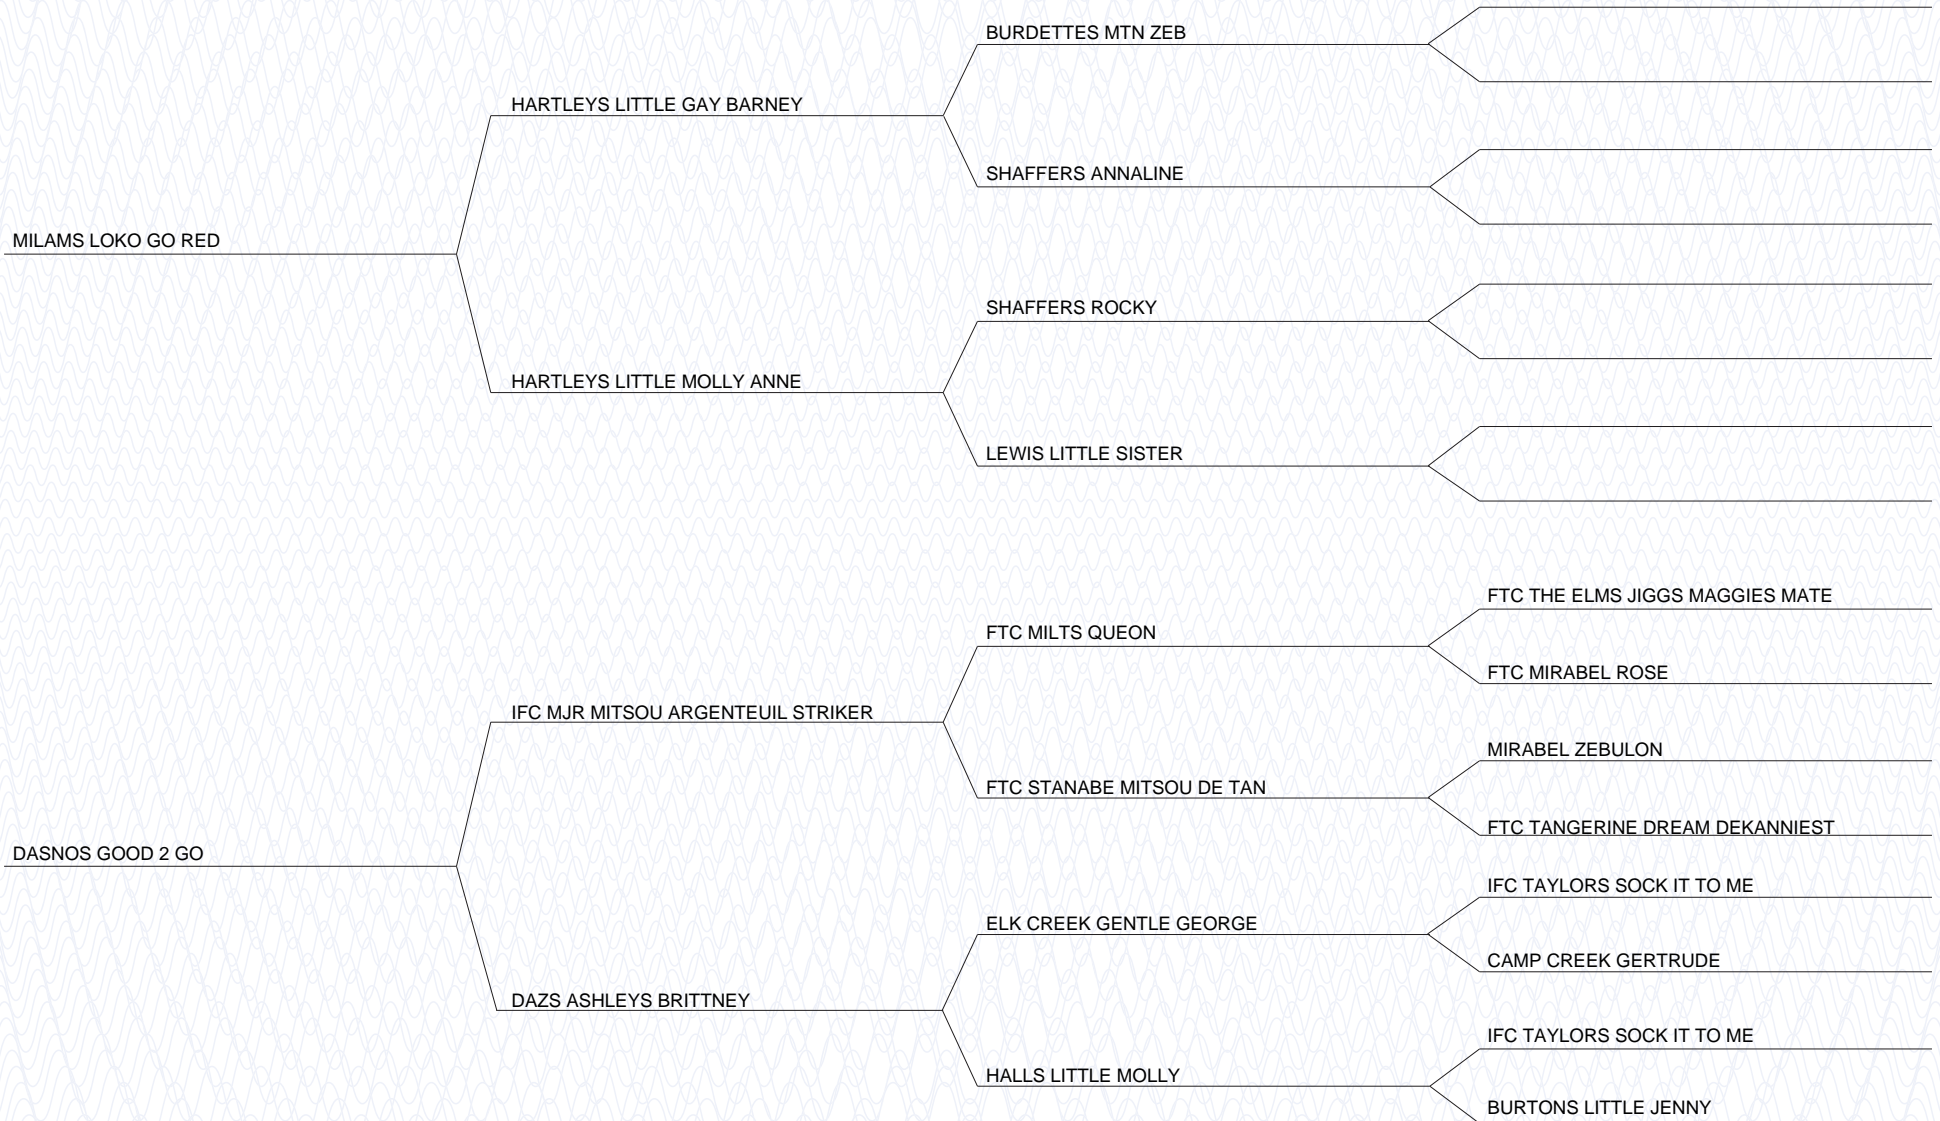 BURDETTES MTN ZEB
HARTLEYS LITTLE GAY BARNEY
SHAFFERS ANNALINE
MILAMS LOKO GO RED
SHAFFERS ROCKY
HARTLEYS LITTLE MOLLY ANNE
LEWIS LITTLE SISTER
FTC THE ELMS JIGGS MAGGIES MATE
FTC MILTS QUEON
FTC MIRABEL ROSE
IFC MJR MITSOU ARGENTEUIL STRIKER
MIRABEL ZEBULON
FTC STANABE MITSOU DE TAN
FTC TANGERINE DREAM DEKANNIEST
DASNOS GOOD 2 GO
IFC TAYLORS SOCK IT TO ME
ELK CREEK GENTLE GEORGE
CAMP CREEK GERTRUDE
DAZS ASHLEYS BRITTNEY
IFC TAYLORS SOCK IT TO ME
HALLS LITTLE MOLLY
BURTONS LITTLE JENNY